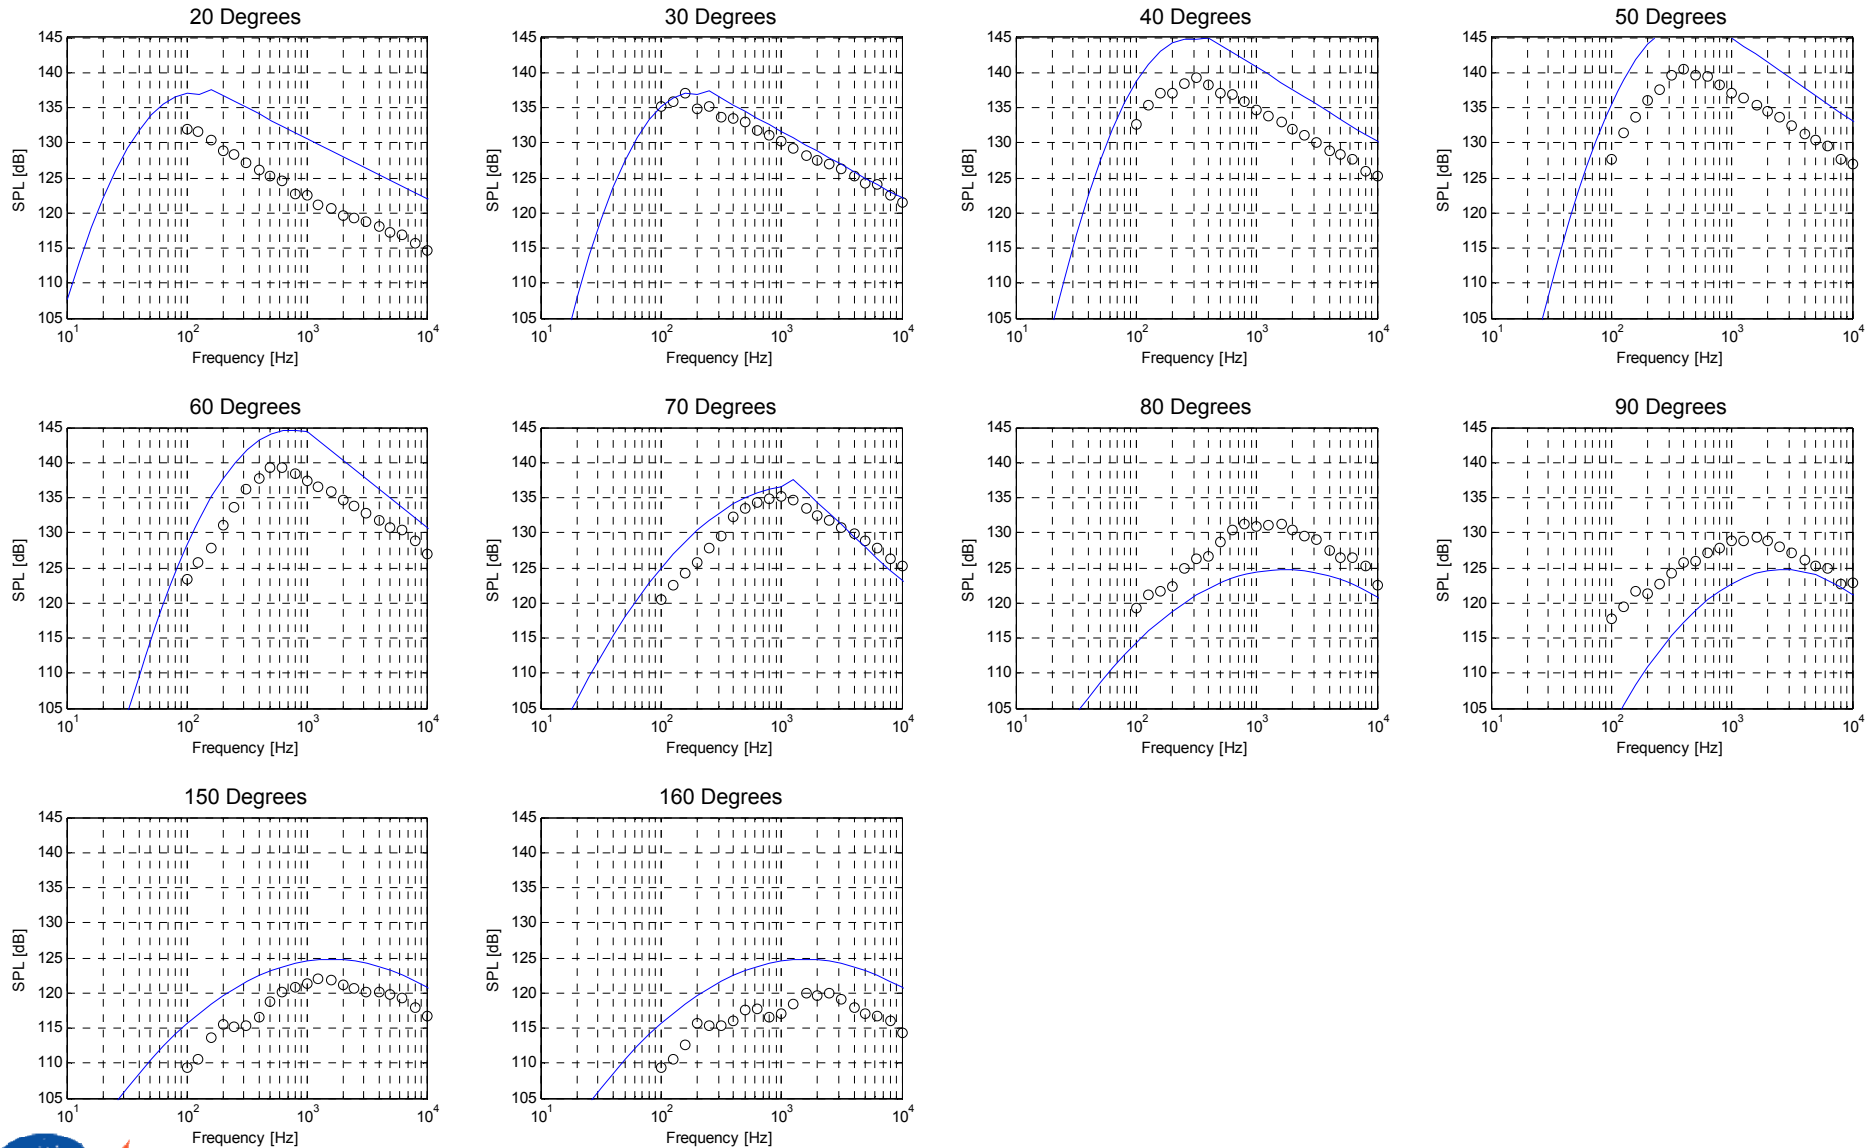 20 Degrees
145
140
135
130
125
120
115
110
105
SPL [dB]
10^1 10^2 10^3 10^4
Frequency [Hz]
30 Degrees
145
140
135
130
125
120
115
110
105
SPL [dB]
10^1 10^2 10^3 10^4
Frequency [Hz]
40 Degrees
145
140
135
130
125
120
115
110
105
SPL [dB]
10^1 10^2 10^3 10^4
Frequency [Hz]
50 Degrees
145
140
135
130
125
120
115
110
105
SPL [dB]
10^1 10^2 10^3 10^4
Frequency [Hz]
60 Degrees
145
140
135
130
125
120
115
110
105
SPL [dB]
10^1 10^2 10^3 10^4
Frequency [Hz]
70 Degrees
145
140
135
130
125
120
115
110
105
SPL [dB]
10^1 10^2 10^3 10^4
Frequency [Hz]
80 Degrees
145
140
135
130
125
120
115
110
105
SPL [dB]
10^1 10^2 10^3 10^4
Frequency [Hz]
90 Degrees
145
140
135
130
125
120
115
110
105
SPL [dB]
10^1 10^2 10^3 10^4
Frequency [Hz]
150 Degrees
145
140
135
130
125
120
115
110
105
SPL [dB]
10^1 10^2 10^3 10^4
Frequency [Hz]
160 Degrees
145
140
135
130
125
120
115
110
105
SPL [dB]
10^1 10^2 10^3 10^4
Frequency [Hz]